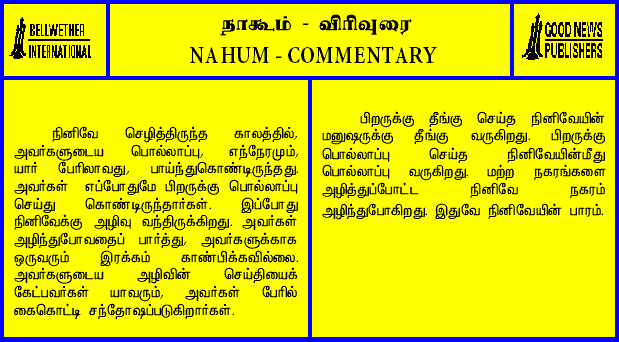 BELLWETHER
INTERNATIONAL
நாகூம் - விரிவுரை
NAHUM - COMMENTARY
GOOD NEWS
PUBLISHERS
நினிவே செழித்திருந்த காலத்தில்,
அவர்களுடைய பொல்லாப்பு, எந்நேரமும்,
யார் பேரிலாவது, பாய்ந்துகொண்டிருந்தது.
அவர்கள் எப்போதுமே பிறருக்கு பொல்லாப்பு
செய்து கொண்டிருந்தார்கள். இப்போது
நினிவேக்கு அழிவு வந்திருக்கிறது. அவர்கள்
அழிந்துபோவதைப் பார்த்து, அவர்களுக்காக
ஒருவரும் இரக்கம் காண்பிக்கவில்லை.
அவர்களுடைய அழிவின் செய்தியைக்
கேட்பவர்கள் யாவரும், அவர்கள் பேரில்
கைகொட்டி சந்தோஷப்படுகிறார்கள்.
பிறருக்கு தீங்கு செய்த நினிவேயின்
மனுஷருக்கு தீங்கு வருகிறது. பிறருக்கு
பொல்லாப்பு செய்த நினிவேயின்மீது
பொல்லாப்பு வருகிறது. மற்ற நகரங்களை
அழித்துப்போட்ட நினிவே நகரம்
அழிந்துபோகிறது. இதுவே நினிவேயின் பாரம்.